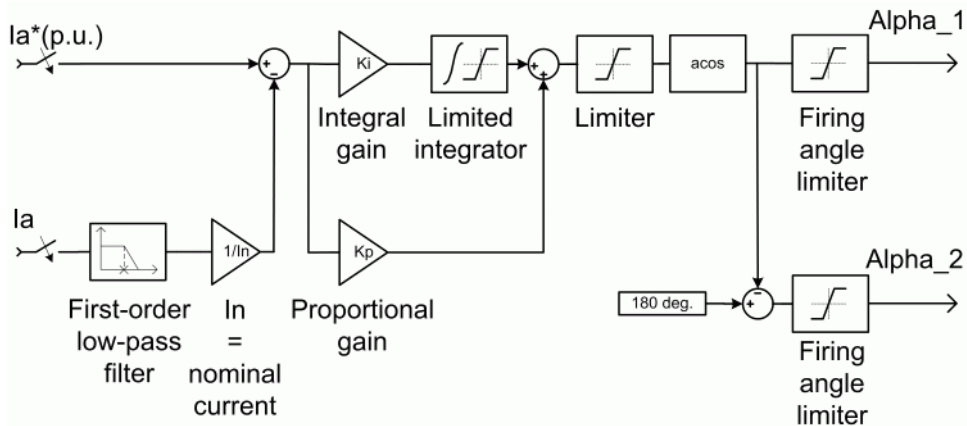 Ia*(p.u.)
Alpha_1
+
−
Ki
+
+
acos
Integral
gain
Limited
integrator
Limiter
Firing
angle
limiter
Ia
1/In
Kp
Alpha_2
First-order
low-pass
filter
In
=
nominal
current
Proportional
gain
180 deg.
−
+
Firing
angle
limiter